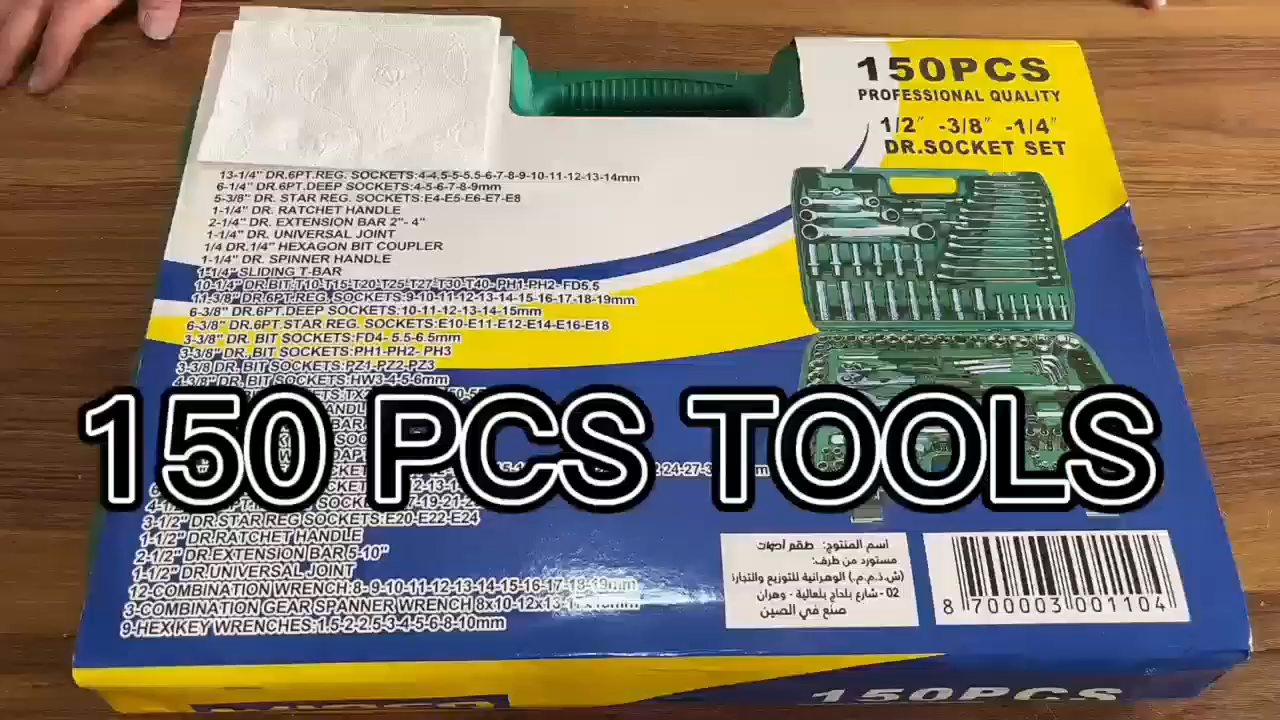 150PCS
PROFESSIONAL QUALITY
1/2" -3/8" -1/4"
DR.SOCKET SET
13-1/4" DR.6PT.REG. SOCKETS:4-4.5-5-5.5-6-7-8-9-10-11-12-13-14mm
6-1/4" DR.6PT.DEEP SOCKETS:4-5-6-7-8-9mm
5-3/8" DR. STAR REG. SOCKETS:E4-E5-E6-E7-E8
1-1/4" DR. RATCHET HANDLE
2-1/4" DR. EXTENSION BAR 2"- 4"
1-1/4" DR. UNIVERSAL JOINT
1/4 DR.1/4" HEXAGON BIT COUPLER
1-1/4" DR. SPINNER HANDLE
1-1/4" SLIDING T-BAR
10-1/4" DR.BIT:T10-T15-T20-T25-T27-T30-T40- PH1-PH2- FD5.5
11-3/8" DR.6PT.REG. SOCKETS:9-10-11-12-13-14-15-16-17-18-19mm
6-3/8" DR.6PT.DEEP SOCKETS:10-11-12-13-14-15mm
6-3/8" DR.6PT.STAR REG. SOCKETS:E10-E11-E12-E14-E16-E18
3-3/8" DR. BIT SOCKETS:FD4- 5.5-6.5mm
3-3/8" DR. BIT SOCKETS:PH1-PH2- PH3
3-3/8 DR. BIT SOCKETS:PZ1-PZ2-PZ3
4-3/8" DR. BIT SOCKETS:HW3-4-5-6mm
150 PCS TOOLS
3-1/2" DR.STAR REG SOCKETS:E20-E22-E24
1-1/2" DR.RATCHET HANDLE
2-1/2" DR.EXTENSION BAR 5-10"
1-1/2" DR.UNIVERSAL JOINT
12-COMBINATION WRENCH:8- 9-10-11-12-13-14-15-16-17-18-19mm
3-COMBINATION GEAR SPANNER WRENCH 8x10-12x13-
9-HEX KEY WRENCHES:1.5-2-2.5-3-4-5-6-8-10mm
اسم المنتوج: طقم أدوات
مستورد من طرف:
(ش.ذ.م.م.) الوهرانية للتوزيع والتجارة
02 - شارع بلحاج بلعالية - وهران
صنع في الصين
8 700003 001104
150PCS